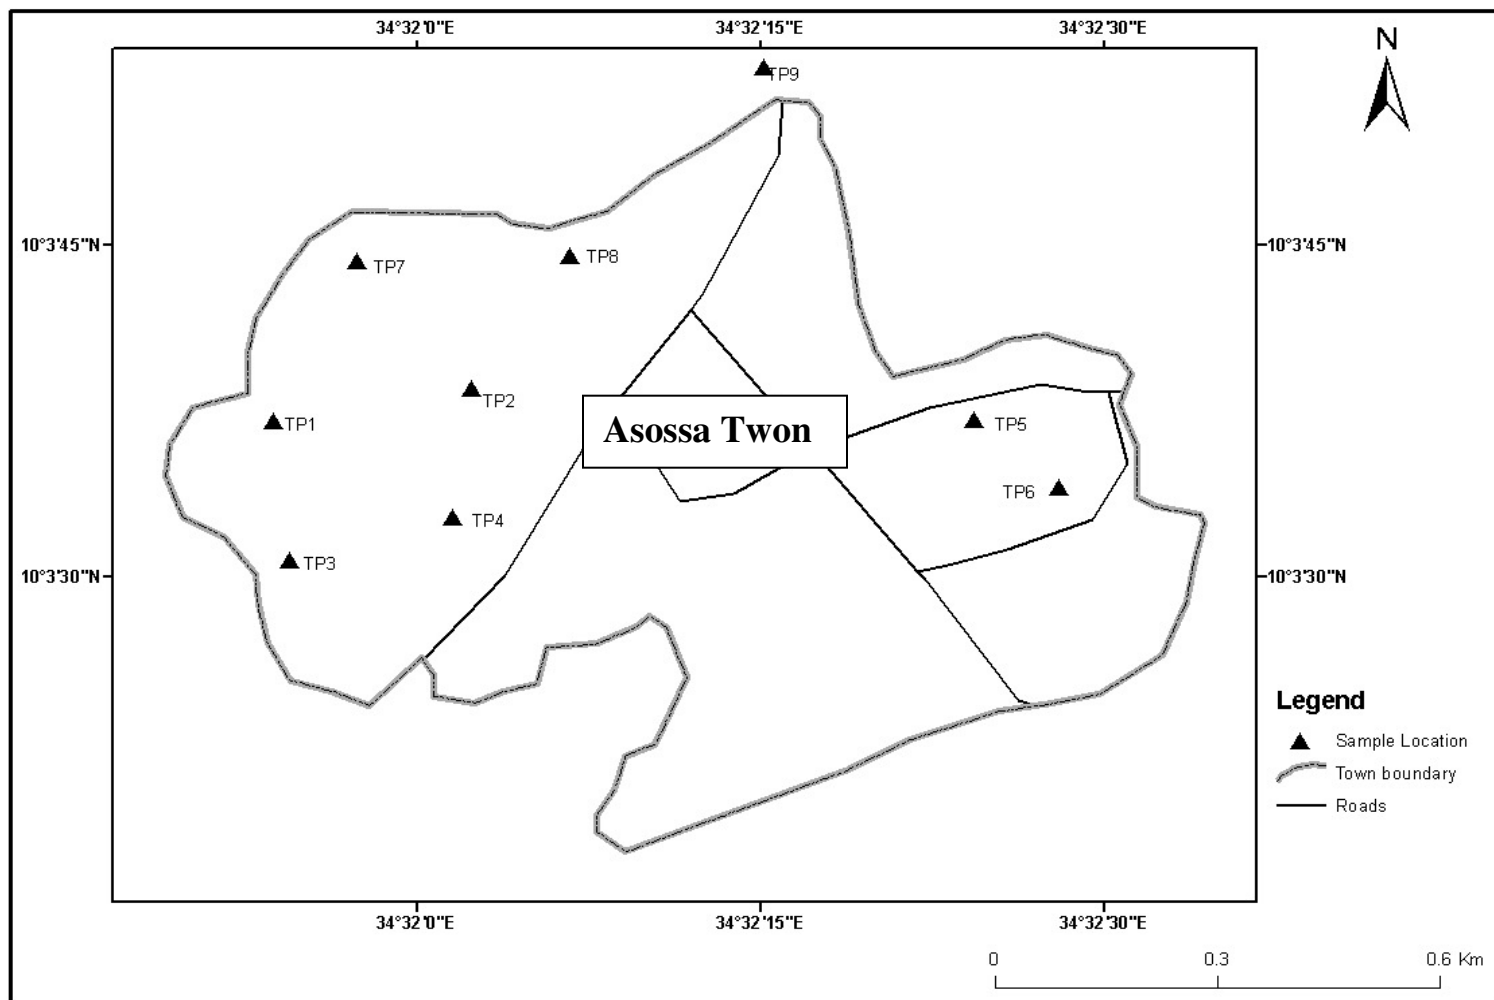 34°32'0"E 34°32'15"E 34°32'30"E
N
TP9
10°3'45"N 10°3'45"N
TP7 TP8
TP2
TP1 Asossa Twon TP5
TP6
TP4
TP3
10°3'30"N 10°3'30"N
Legend
Sample Location
Town boundary
Roads
34°32'0"E 34°32'15"E 34°32'30"E
0 0.3 0.6 Km